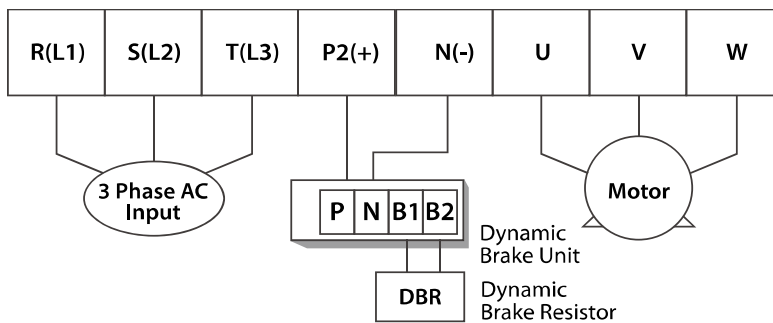 R(L1) S(L2) T(L3) P2(+) N(-) U V W
3 Phase AC
Input
Motor
P N B1 B2
Dynamic
Brake Unit
DBR
Dynamic
Brake Resistor